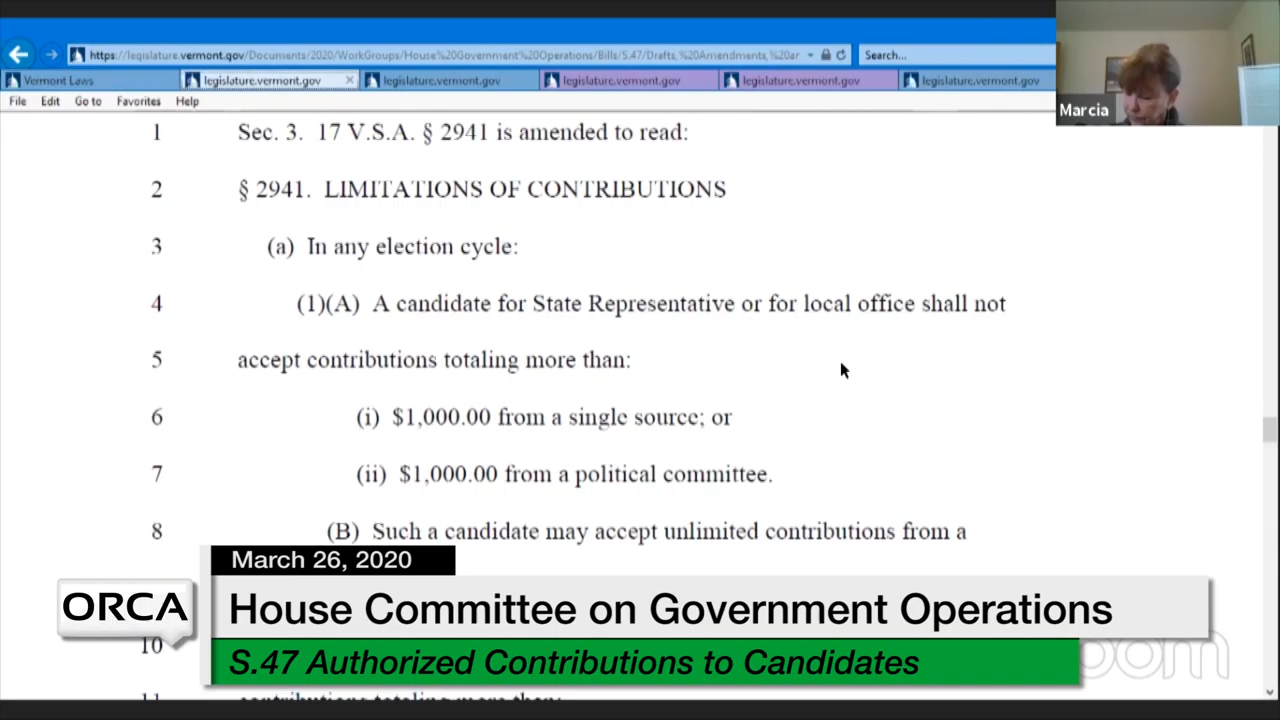 https://legislature.vermont.gov/Documents/2020/WorkGroups/House%20Government%20Operations/Bills/S.47/Drafts,%20Amendments,%20ar
Search...
Vermont Laws
legislature.vermont.gov
legislature.vermont.gov
legislature.vermont.gov
legislature.vermont.gov
legislature.vermont.gov
File Edit Go to Favorites Help
Marcia
1 Sec. 3. 17 V.S.A. § 2941 is amended to read:
2 § 2941. LIMITATIONS OF CONTRIBUTIONS
3 (a) In any election cycle:
4 (1)(A) A candidate for State Representative or for local office shall not
5 accept contributions totaling more than:
6 (i) $1,000.00 from a single source; or
7 (ii) $1,000.00 from a political committee.
8 (B) Such a candidate may accept unlimited contributions from a
March 26, 2020
ORCA
House Committee on Government Operations
10
S.47 Authorized Contributions to Candidates
11 contributions totaling more than: